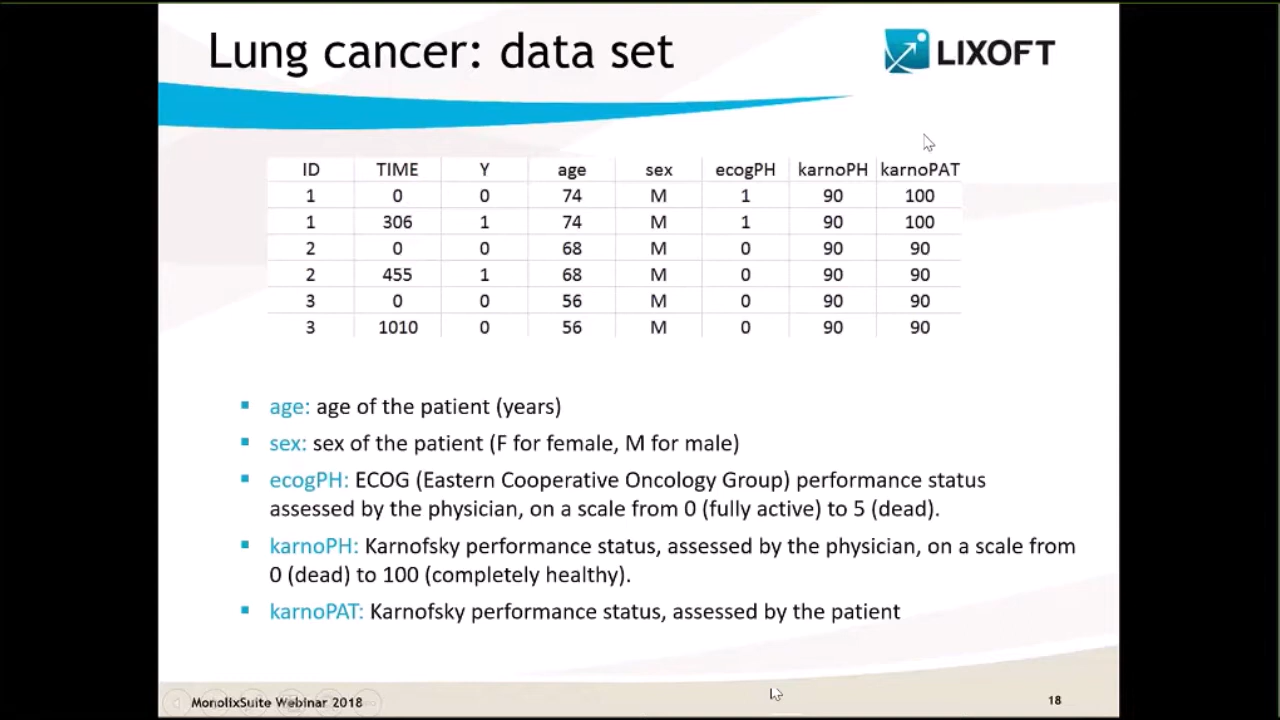 Lung cancer: data set
LIXOFT
ID TIME Y age sex ecogPH karnoPH karnoPAT
1 0 0 74 M 1 90 100
1 306 1 74 M 1 90 100
2 0 0 68 M 0 90 90
2 455 1 68 M 0 90 90
3 0 0 56 M 0 90 90
3 1010 0 56 M 0 90 90
▪ age: age of the patient (years)
▪ sex: sex of the patient (F for female, M for male)
▪ ecogPH: ECOG (Eastern Cooperative Oncology Group) performance status
assessed by the physician, on a scale from 0 (fully active) to 5 (dead).
▪ karnoPH: Karnofsky performance status, assessed by the physician, on a scale from
0 (dead) to 100 (completely healthy).
▪ karnoPAT: Karnofsky performance status, assessed by the patient
MonolixSuite Webinar 2018
18